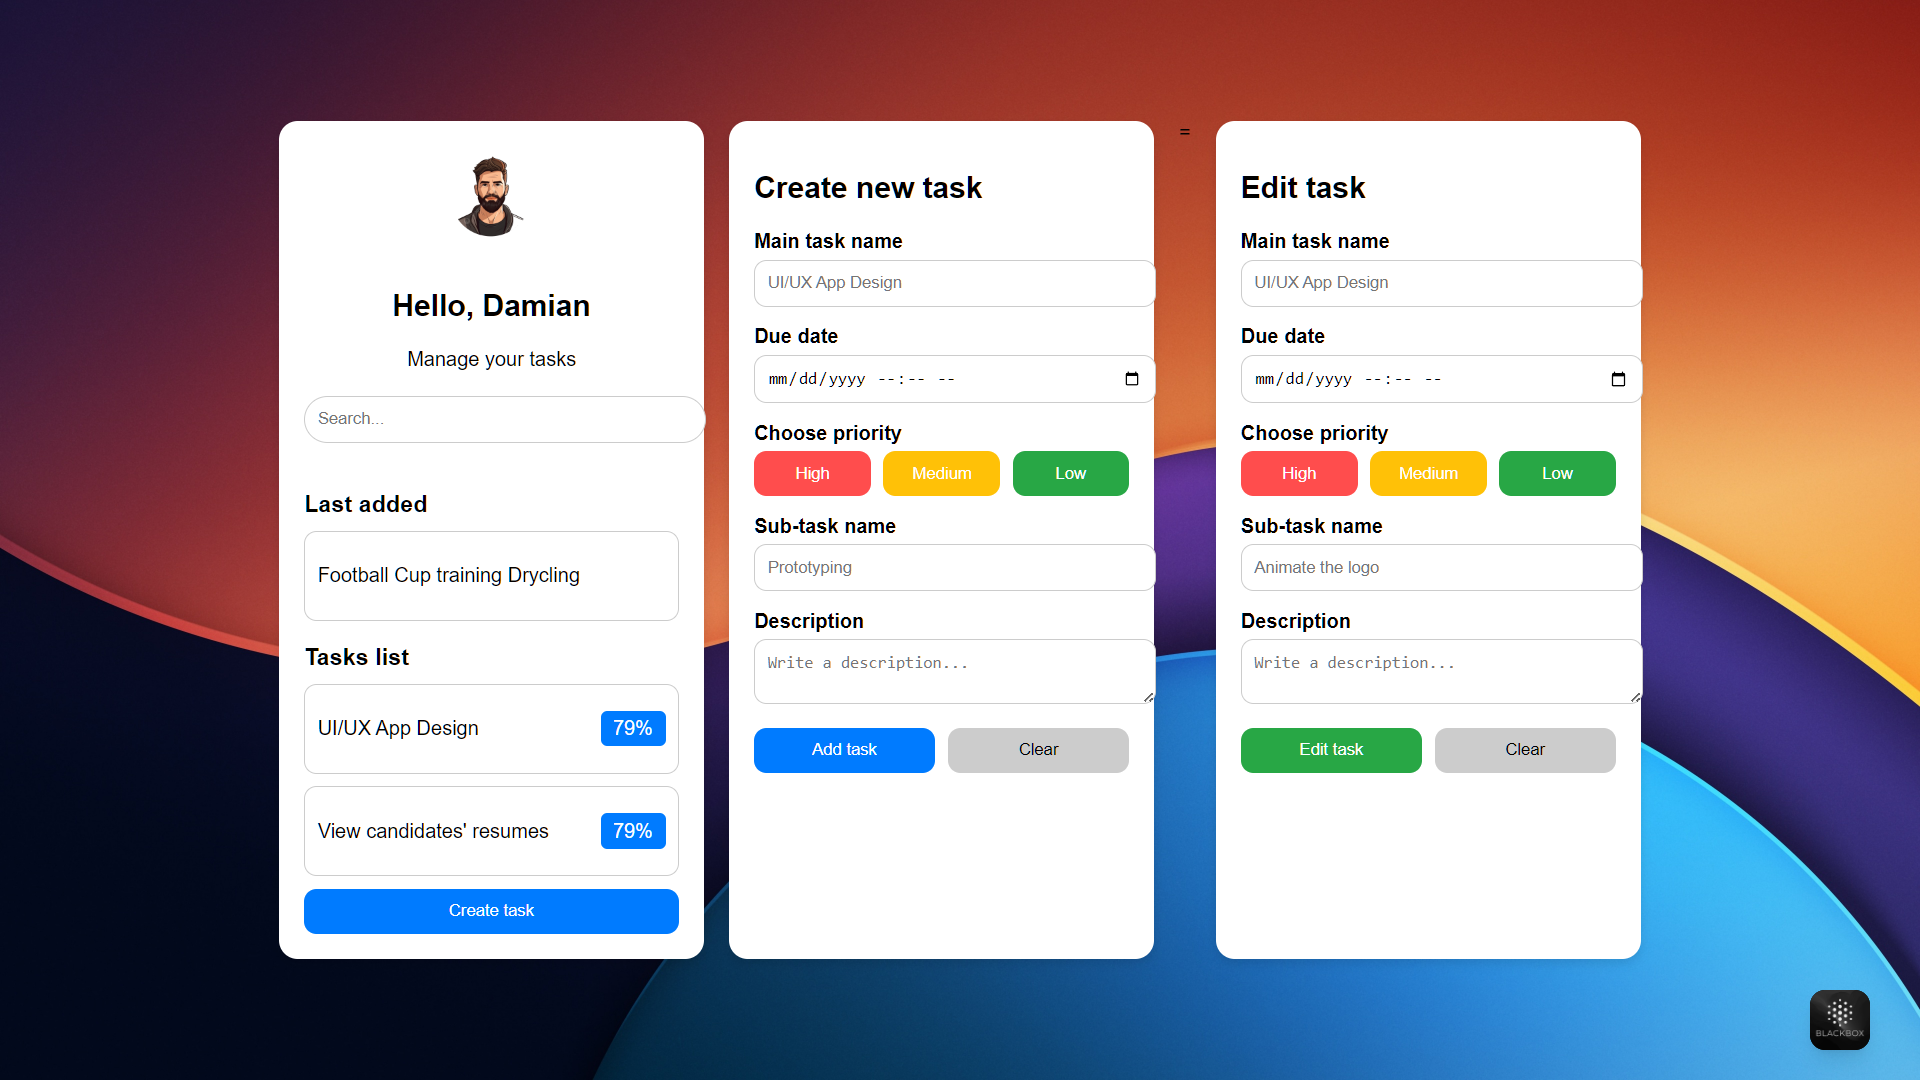 Hello, Damian
Manage your tasks
Search...
Last added
Football Cup training Drycling
Tasks list
UI/UX App Design 79%
View candidates' resumes 79%
Create task
Create new task
Main task name
UI/UX App Design
Due date
mm/dd/yyyy --:-- --
Choose priority
High Medium Low
Sub-task name
Prototyping
Description
Write a description...
Add task Clear
=
Edit task
Main task name
UI/UX App Design
Due date
mm/dd/yyyy --:-- --
Choose priority
High Medium Low
Sub-task name
Animate the logo
Description
Write a description...
Edit task Clear
BLACKBOX